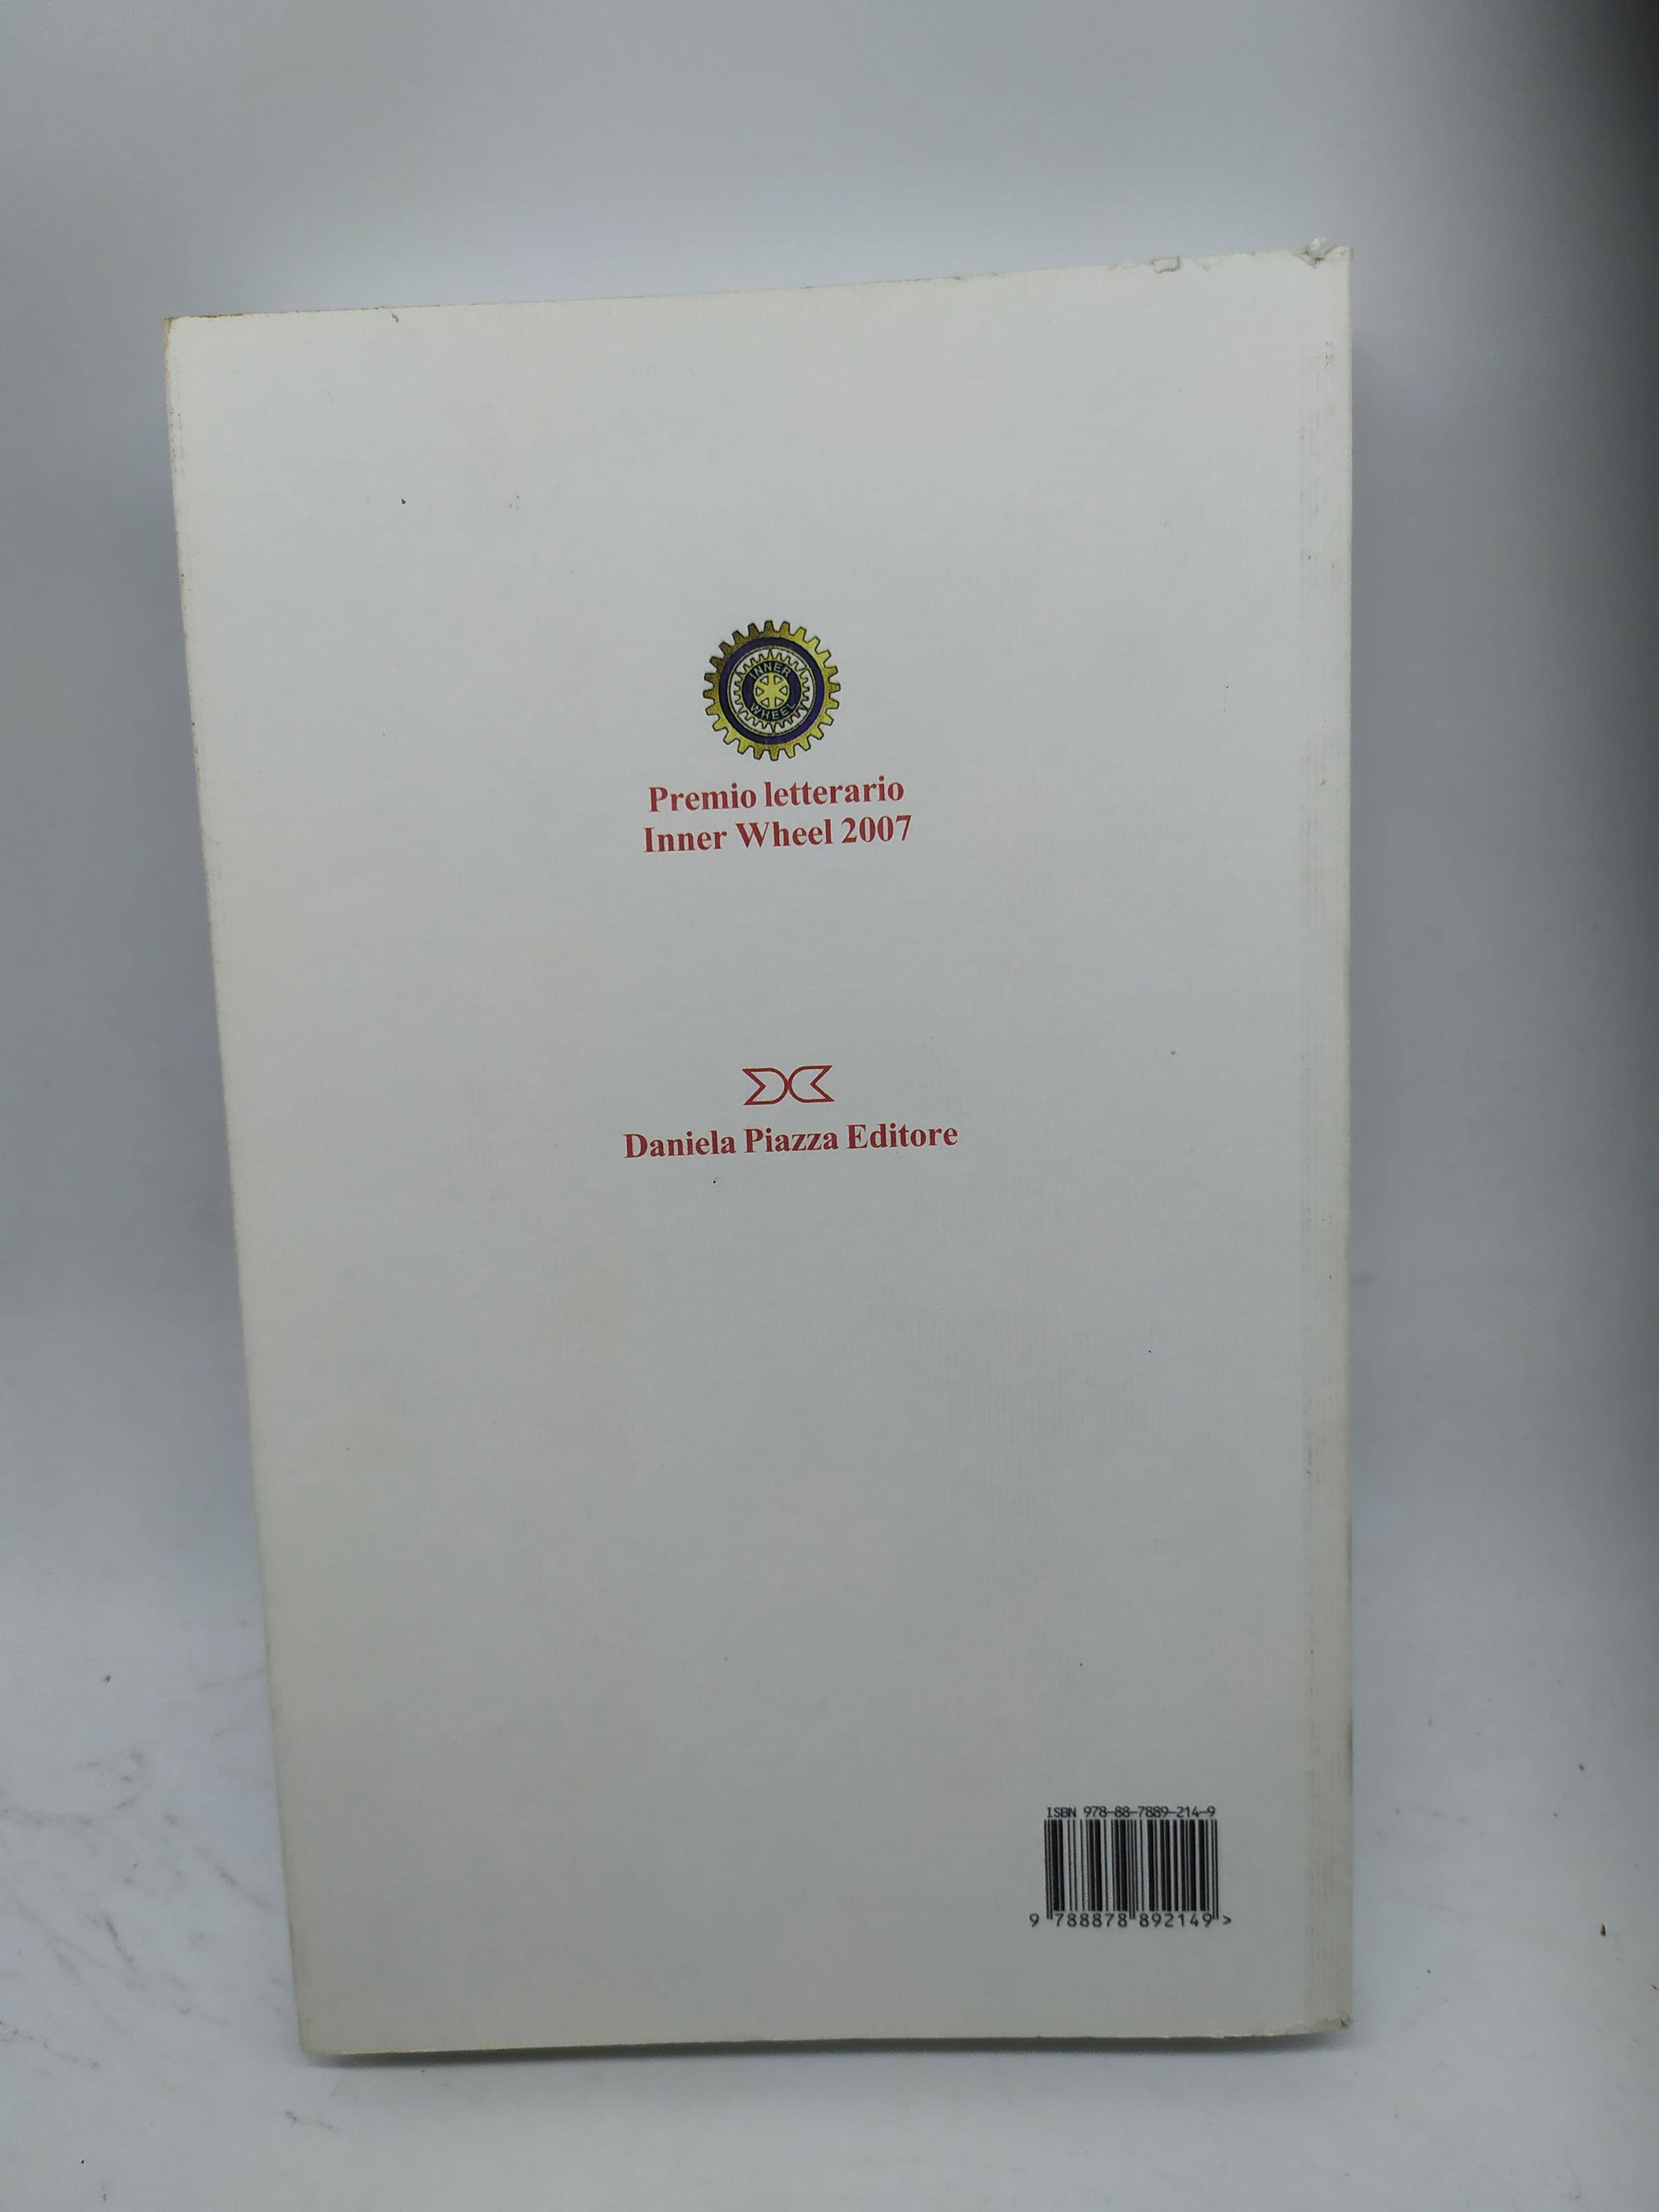 INNER
WHEEL
Premio letterario
Inner Wheel 2007
Daniela Piazza Editore
ISBN 978-88-7889-214-9
9 788878 892149 >